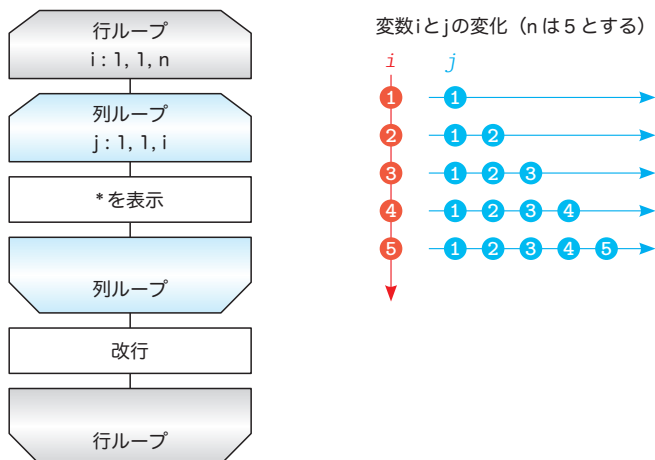 行ループ
i : 1, 1, n
列ループ
j : 1, 1, i
*を表示
列ループ
改行
行ループ
変数iとjの変化（nは5とする）
i j
1 1
2 1 2
3 1 2 3
4 1 2 3 4
5 1 2 3 4 5